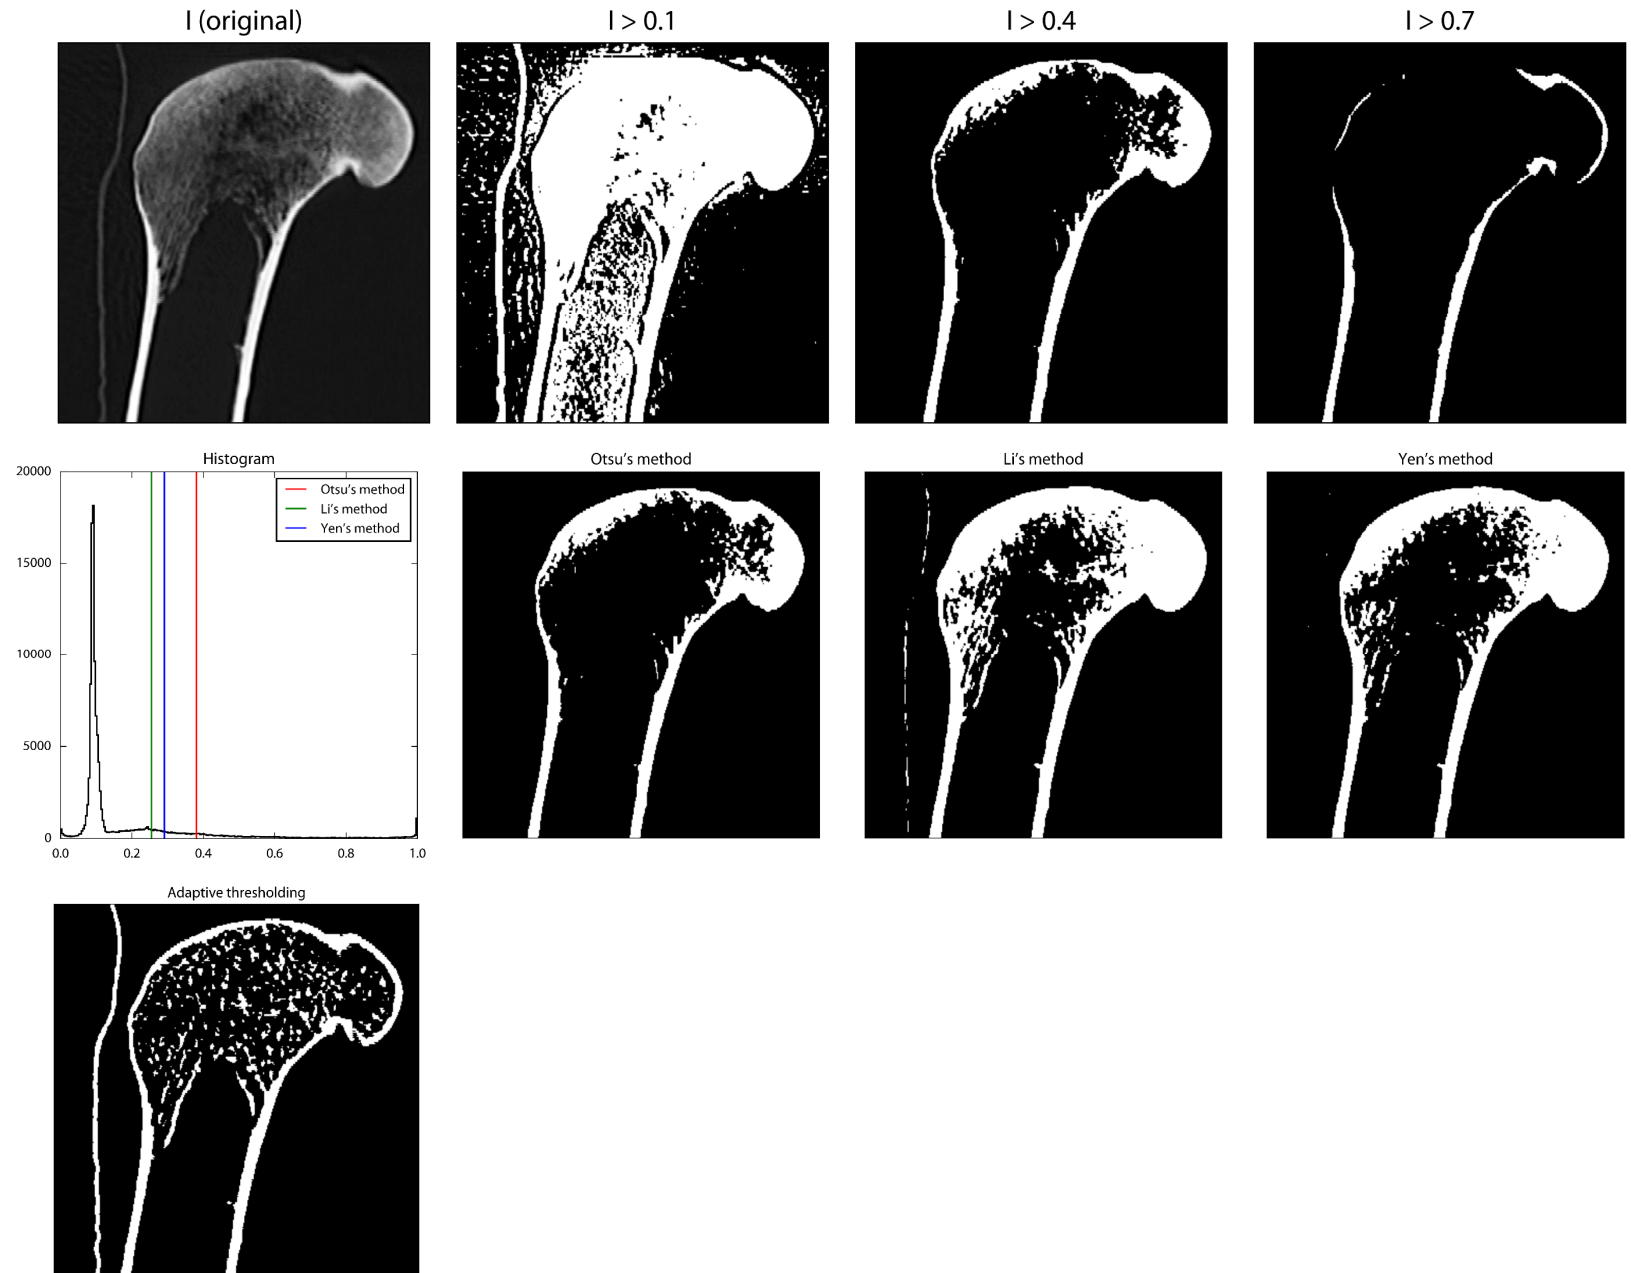 I (original)
I > 0.1
I > 0.4
I > 0.7
Histogram
20000
15000
10000
5000
0
0.0
0.2
0.4
0.6
0.8
1.0
Otsu's method
Li's method
Yen's method
Otsu's method
Li's method
Yen's method
Adaptive thresholding